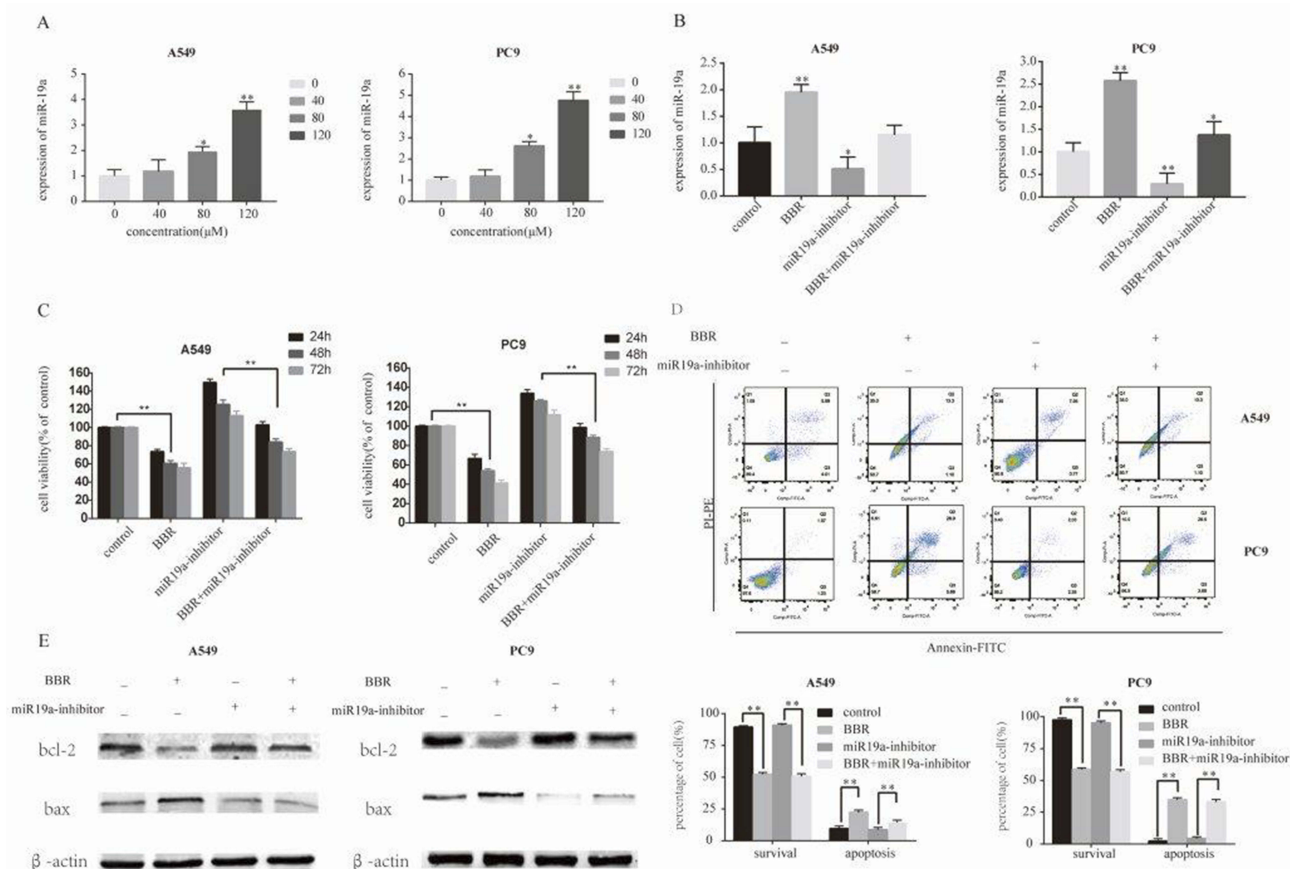 A
A549
expression of miR-19a
5
4
3
2
1
0
*
**
0
40
80
120
concentration(μM)
0
40
80
120
PC9
expression of miR-19a
6
5
4
3
2
1
0
*
**
0
40
80
120
concentration(μM)
0
40
80
120
B
A549
expression of miR-19a
2.5
2.0
1.5
1.0
0.5
0.0
**
*
control
BBR
miR19a-inhibitor
BBR+miR19a-inhibitor
PC9
expression of miR-19a
3.0
2.5
2.0
1.5
1.0
0.5
0.0
**
**
*
control
BBR
miR19a-inhibitor
BBR+miR19a-inhibitor
C
A549
24h
48h
72h
cell viability(% of control)
160
140
120
100
80
60
40
20
0
**
**
control
BBR
miR19a-inhibitor
BBR+miR19a-inhibitor
PC9
24h
48h
72h
cell viability(% of control)
160
140
120
100
80
60
40
20
0
**
**
control
BBR
miR19a-inhibitor
BBR+miR19a-inhibitor
D
BBR – + – +
miR19a-inhibitor – – + +
A549
PC9
PI-PE
Annexin-FITC
A549
percentage of cell(%)
100
75
50
25
0
** **
** **
control
BBR
miR19a-inhibitor
BBR+miR19a-inhibitor
survival
apoptosis
PC9
percentage of cell(%)
100
75
50
25
0
** **
** **
control
BBR
miR19a-inhibitor
BBR+miR19a-inhibitor
survival
apoptosis
E
A549
BBR – + – +
miR19a-inhibitor – – + +
bcl-2
bax
β-actin
PC9
BBR – + – +
miR19a-inhibitor – – + +
bcl-2
bax
β-actin